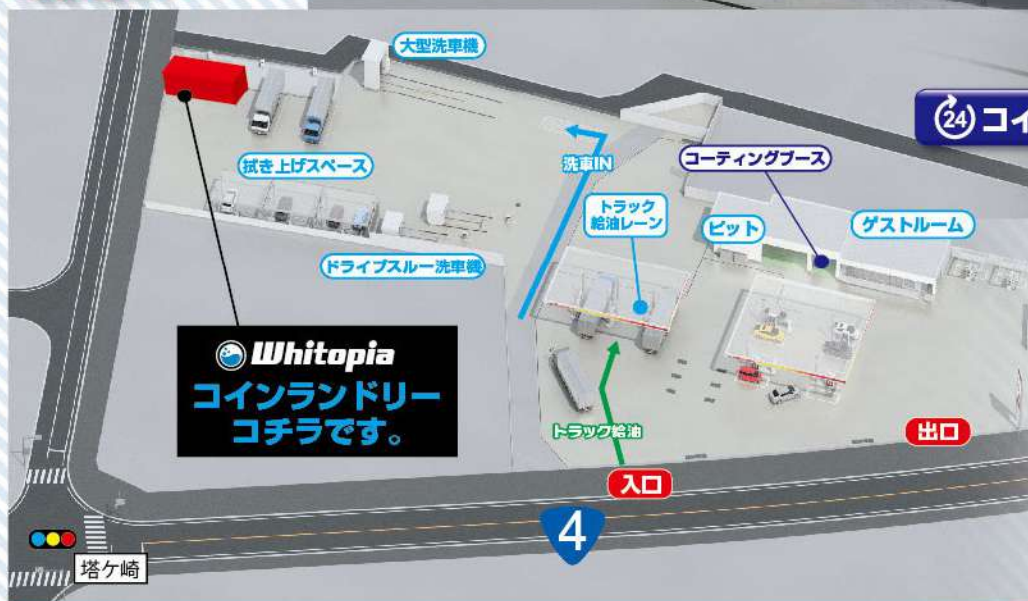 大型洗車機
24 コイ
拭き上げスペース
洗車IN
コーティングブース
トラック
給油レーン
ピット
ゲストルーム
ドライブスルー洗車機
Whitopia
コインランドリー
コチラです。
トラック給油
出口
入口
4
塔ケ崎